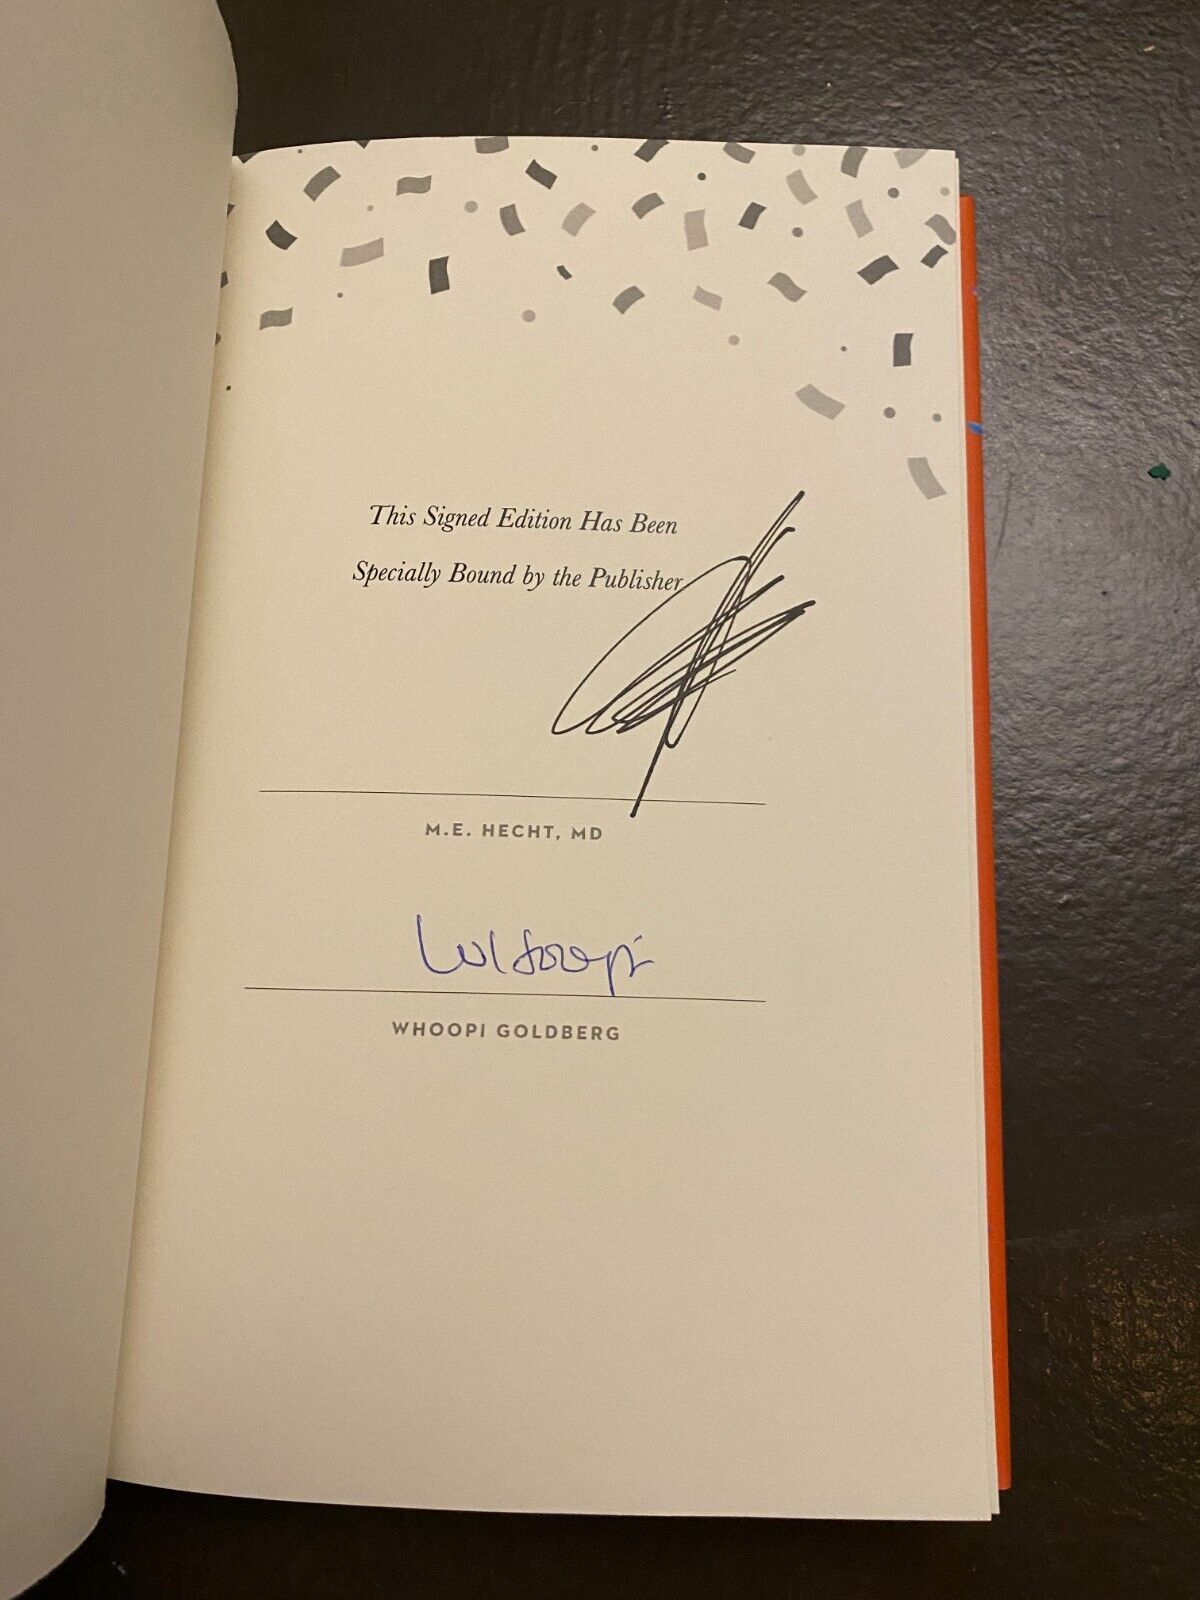 This Signed Edition Has Been
Specially Bound by the Publisher
M.E. HECHT, MD
Whoopi
WHOOPI GOLDBERG